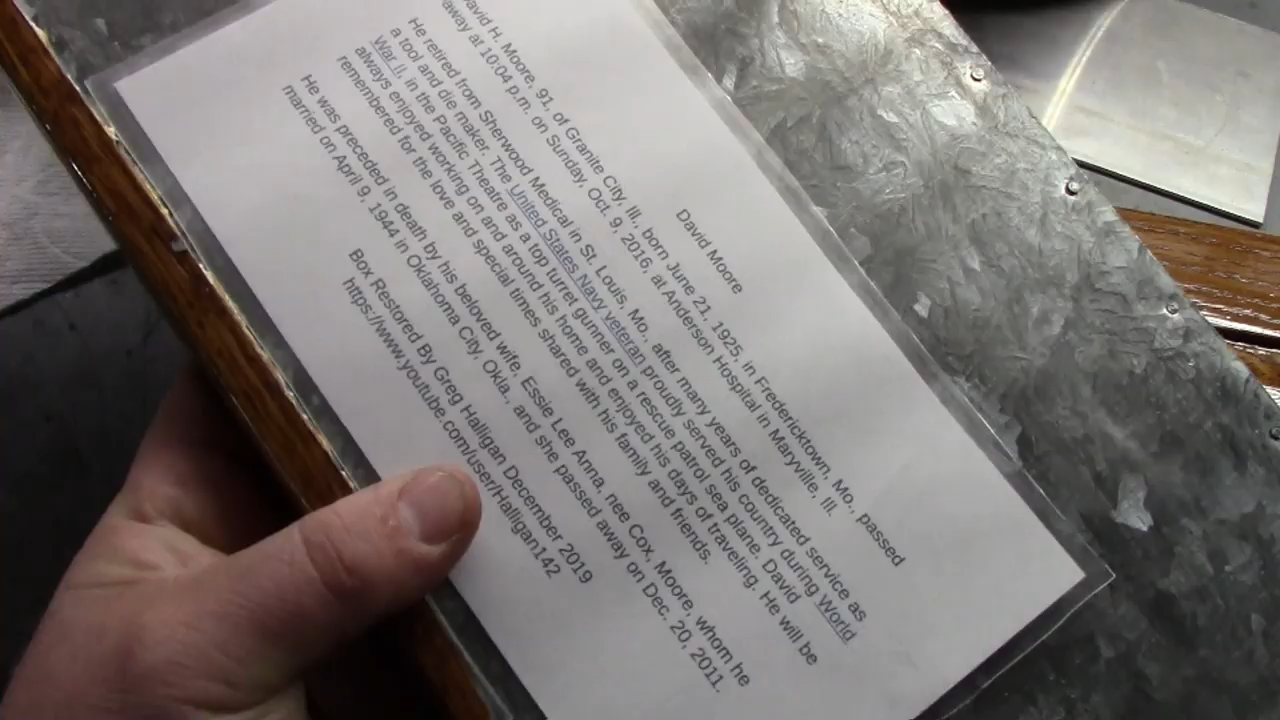 David Moore
David H. Moore, 91, of Granite City, Ill., born June 21, 1925, in Fredericktown, Mo., passed
away at 10:04 p.m. on Sunday, Oct. 9, 2016, at Anderson Hospital in Maryville, Ill.
He retired from Sherwood Medical in St. Louis, Mo., after many years of dedicated service as
a tool and die maker. The United States Navy veteran proudly served his country during World
War II, in the Pacific Theatre as a top turret gunner on a rescue patrol sea plane. David
always enjoyed working on and around his home and enjoyed his days of traveling. He will be
remembered for the love and special times shared with his family and friends.
He was preceded in death by his beloved wife, Essie Lee Anna, nee Cox, Moore, whom he
married on April 9, 1944 in Oklahoma City, Okla., and she passed away on Dec. 20, 2011.
Box Restored By Greg Halligan December 2019
https://www.youtube.com/user/Halligan142